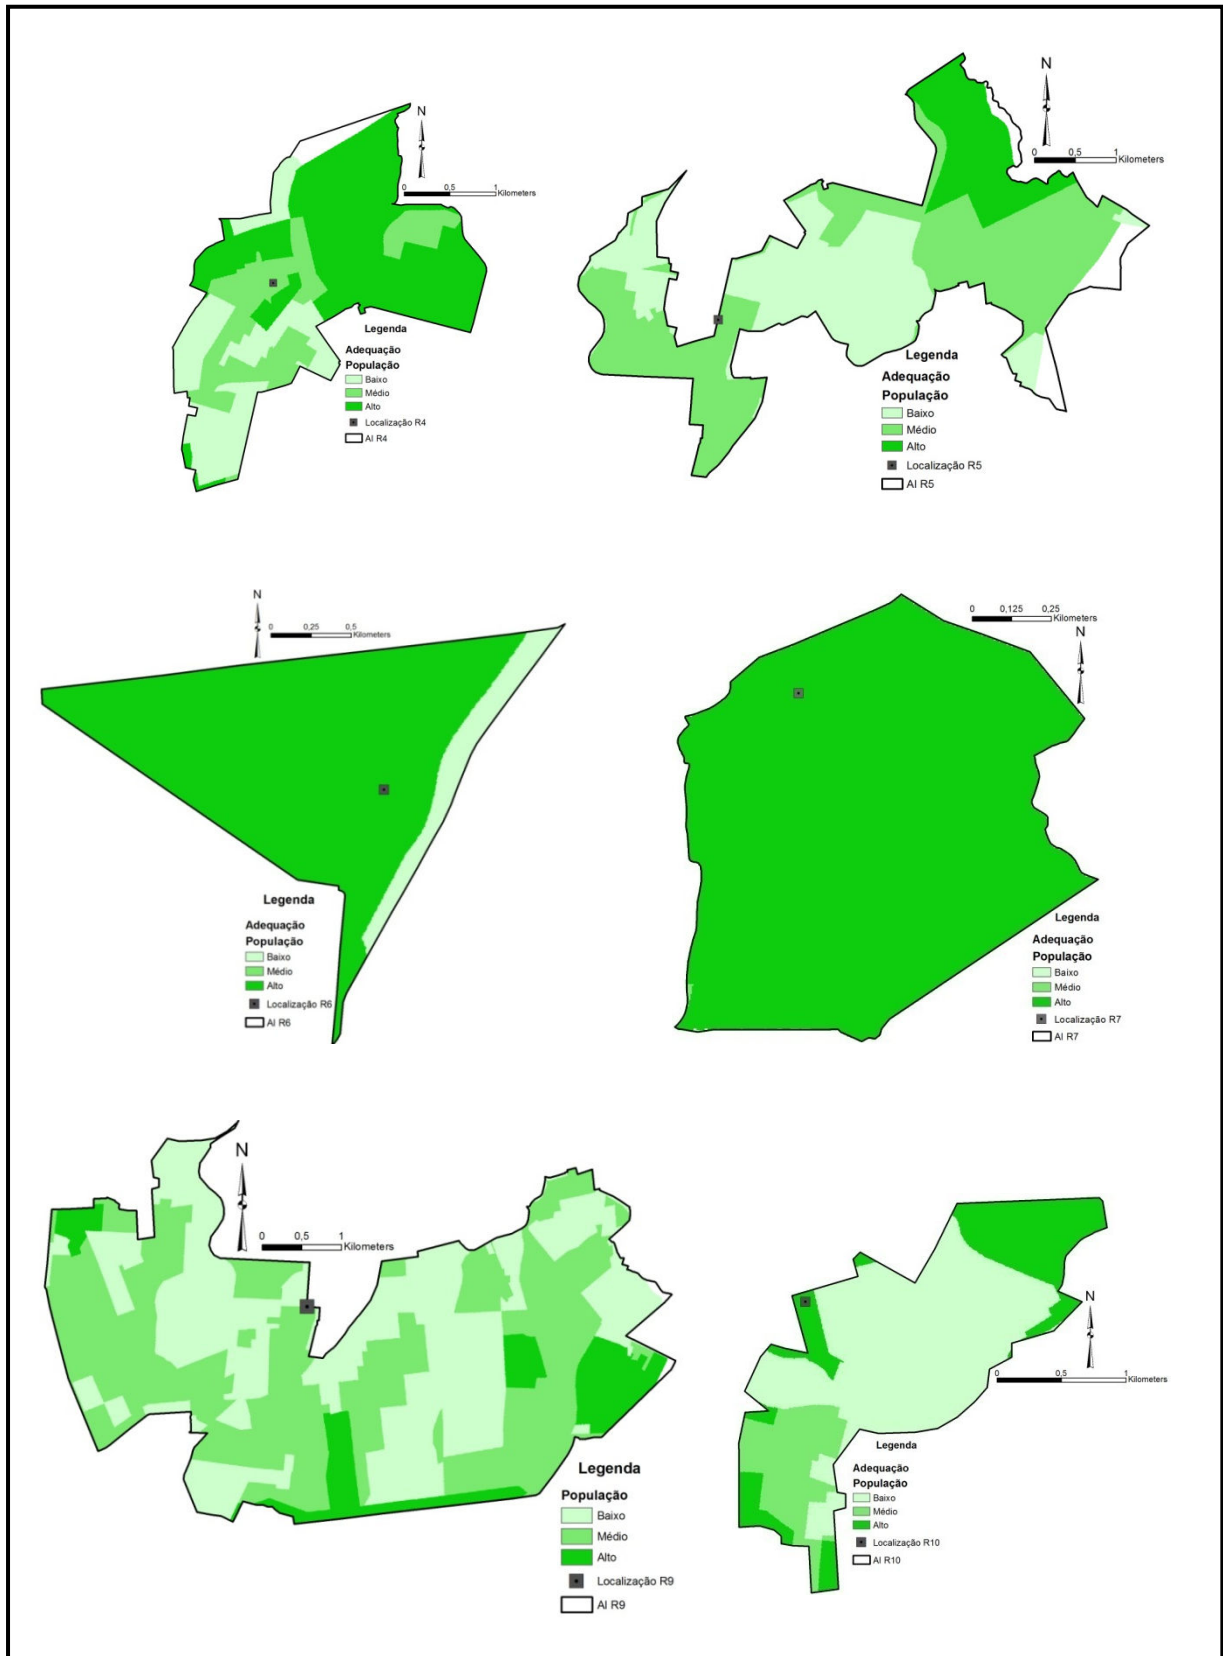 N
0 0,5 1
Kilometers
Legenda
Adequação
População
Baixo
Médio
Alto
Localização R4
AI R4
N
0 0,5 1
Kilometers
Legenda
Adequação
População
Baixo
Médio
Alto
Localização R5
AI R5
N
0 0,25 0,5
Kilometers
Legenda
Adequação
População
Baixo
Médio
Alto
Localização R6
AI R6
0 0,125 0,25
Kilometers
N
Legenda
Adequação
População
Baixo
Médio
Alto
Localização R7
AI R7
N
0 0,5 1
Kilometers
Legenda
População
Baixo
Médio
Alto
Localização R9
AI R9
N
0 0,5 1
Kilometers
Legenda
Adequação
População
Baixo
Médio
Alto
Localização R10
AI R10